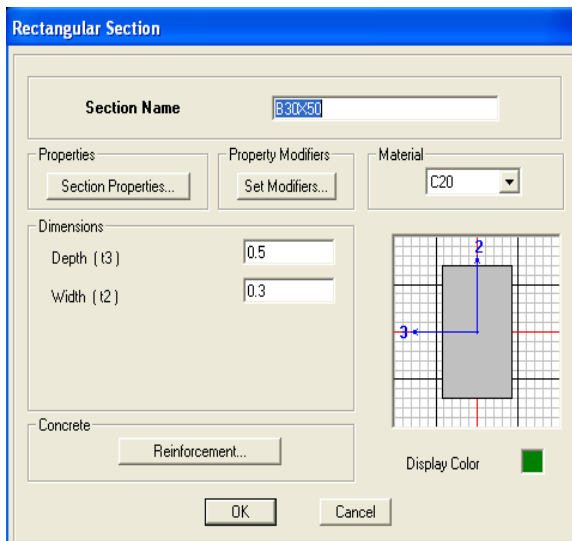 Rectangular Section
Section Name
B30X50
Properties
Section Properties...
Property Modifiers
Set Modifiers...
Material
C20
Dimensions
Depth ( t3 )
0.5
Width ( t2 )
0.3
2
3
Concrete
Reinforcement...
Display Color
OK
Cancel